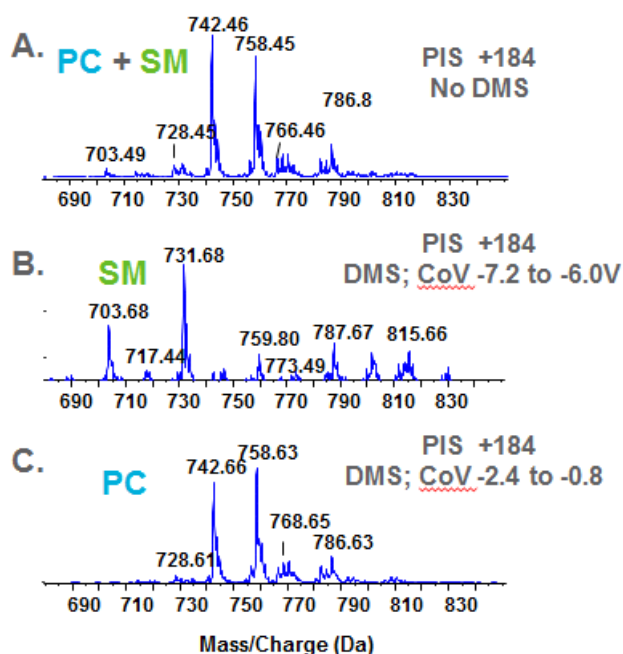 A.
PC + SM
PIS +184
No DMS
742.46
758.45
786.8
728.45
766.46
703.49
690 710 730 750 770 790 810 830
B.
SM
PIS +184
DMS; CoV -7.2 to -6.0V
731.68
703.68
717.44
759.80
773.49
787.67
815.66
690 710 730 750 770 790 810 830
C.
PC
PIS +184
DMS; CoV -2.4 to -0.8
742.66
758.63
768.65
728.61
786.63
690 710 730 750 770 790 810 830
Mass/Charge (Da)